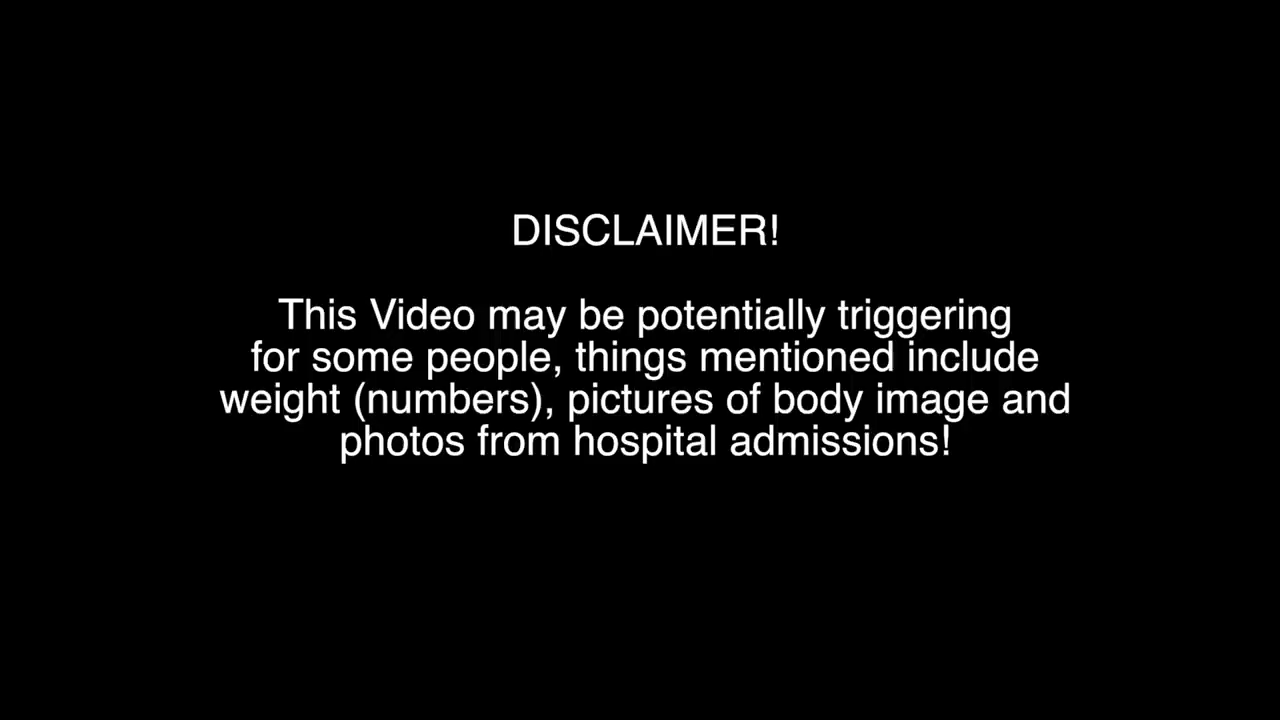 DISCLAIMER!
This Video may be potentially triggering
for some people, things mentioned include
weight (numbers), pictures of body image and
photos from hospital admissions!